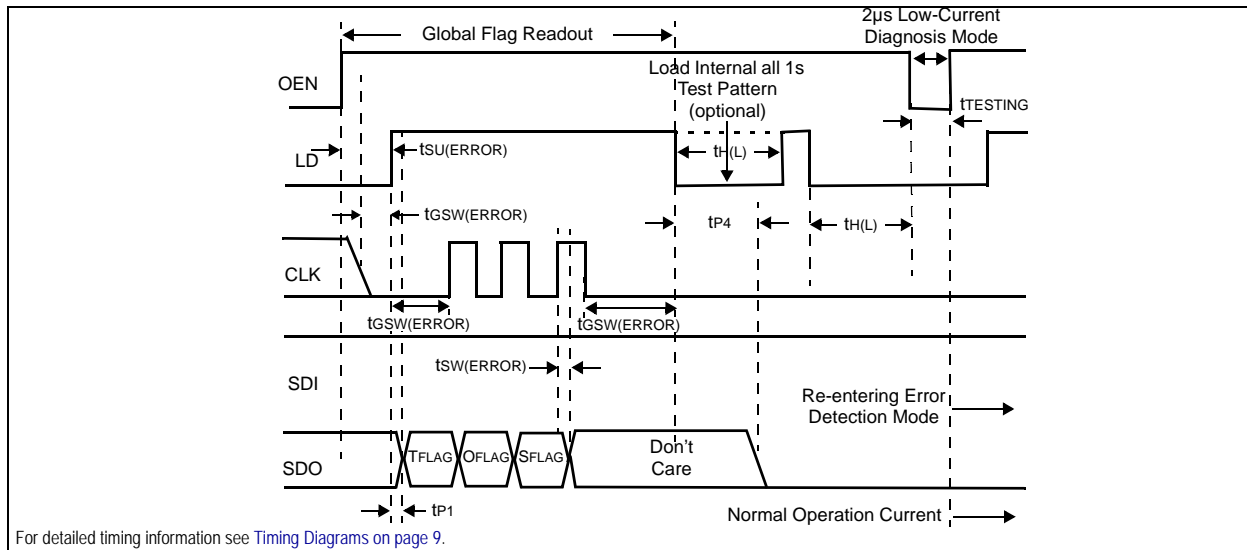 2µs Low-Current
Diagnosis Mode
Global Flag Readout
OEN
Load Internal all 1s
Test Pattern
(optional)
tTESTING
LD
tSU(ERROR)
tH(L)
tGSW(ERROR)
tP4
tH(L)
CLK
tGSW(ERROR)
tGSW(ERROR)
tSW(ERROR)
SDI
Re-entering Error
Detection Mode
SDO
TFLAG
OFLAG
SFLAG
Don't
Care
tP1
Normal Operation Current
For detailed timing information see Timing Diagrams on page 9.